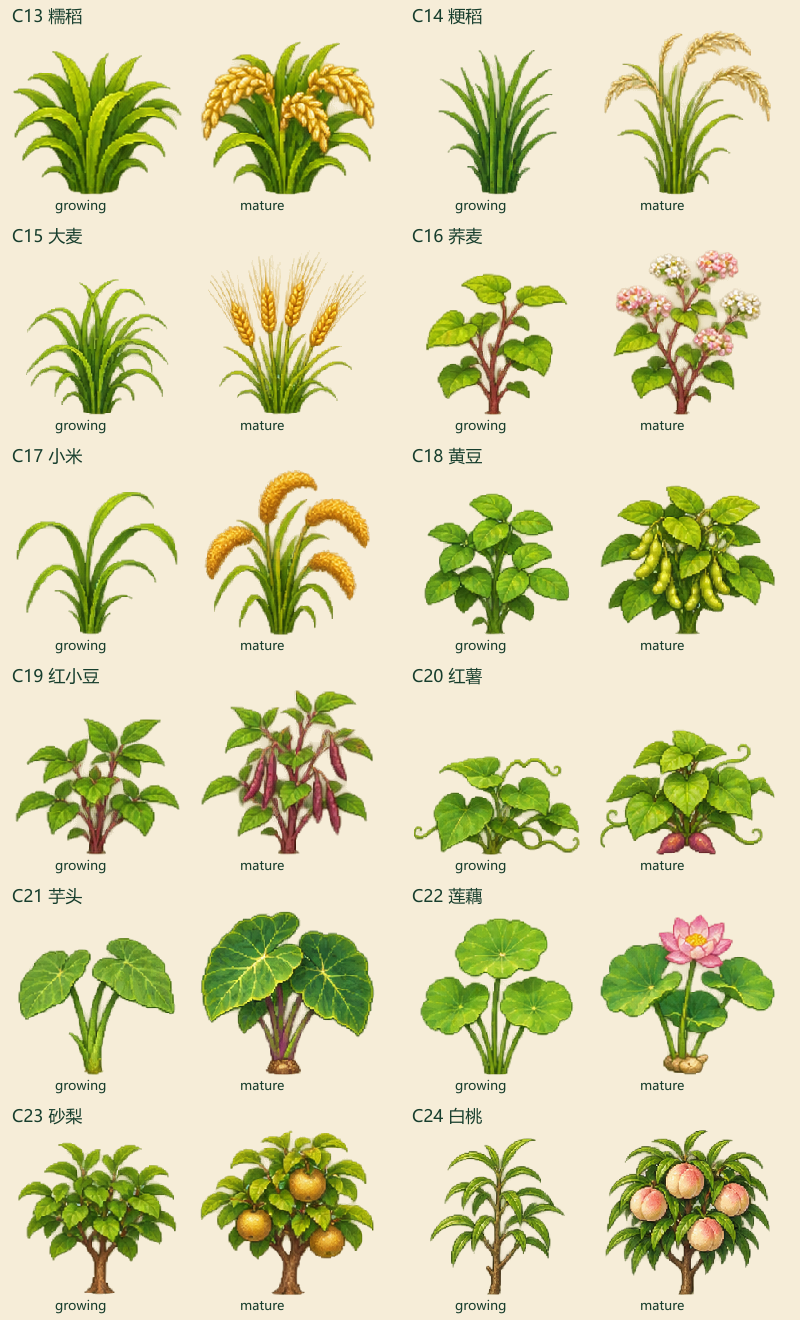 C13 糯稻
C14 粳稻
growing
mature
growing
mature
C15 大麦
C16 荞麦
growing
mature
growing
mature
C17 小米
C18 黄豆
growing
mature
growing
mature
C19 红小豆
C20 红薯
growing
mature
growing
mature
C21 芋头
C22 莲藕
growing
mature
growing
mature
C23 砂梨
C24 白桃
growing
mature
growing
mature